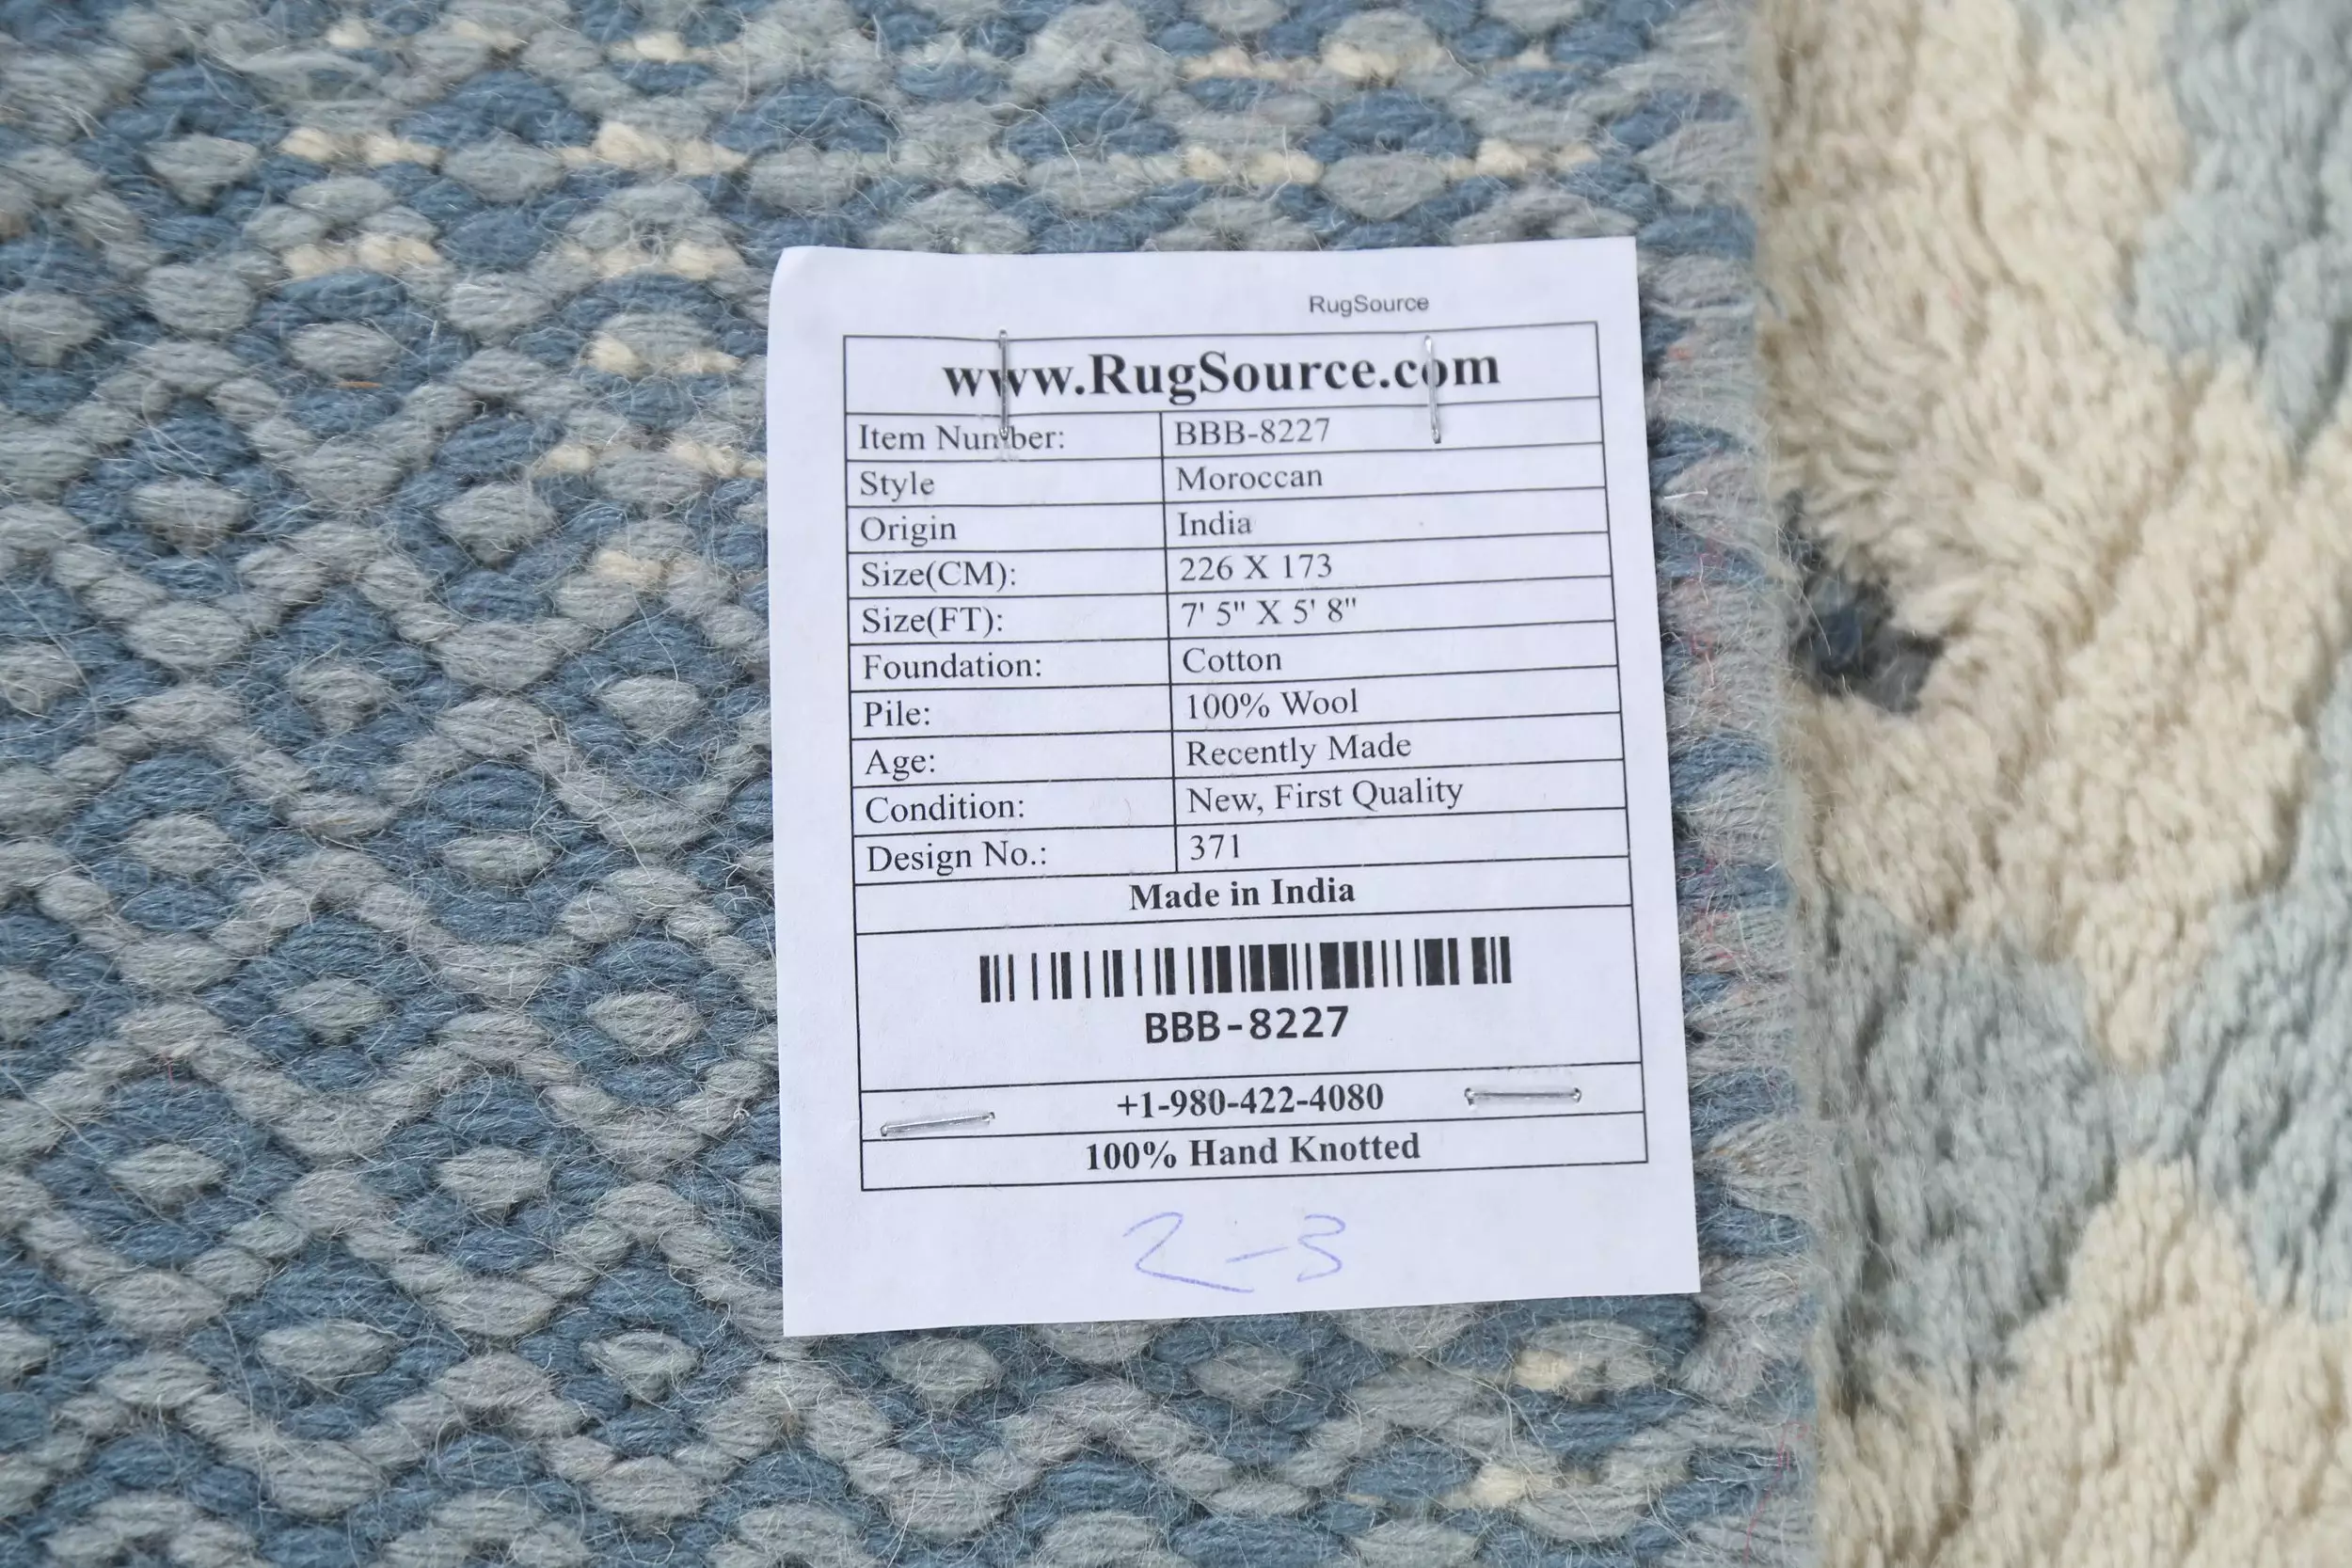 RugSource
www.RugSource.com
Item Number: BBB-8227
Style Moroccan
Origin India
Size(CM): 226 X 173
Size(FT): 7' 5" X 5' 8"
Foundation: Cotton
Pile: 100% Wool
Age: Recently Made
Condition: New, First Quality
Design No.: 371
Made in India
BBB-8227
+1-980-422-4080
100% Hand Knotted
2-3